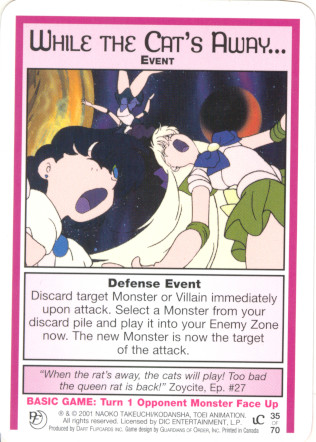 WHILE THE CAT'S AWAY...
EVENT
Defense Event
Discard target Monster or Villain immediately
upon attack. Select a Monster from your
discard pile and play it into your Enemy Zone
now. The new Monster is now the target
of the attack.
"When the rat's away, the cats will play! Too bad
the queen rat is back!" Zoycite, Ep. #27
BASIC GAME: Turn 1 Opponent Monster Face Up
® & © 2001 NAOKO TAKEUCHI/KODANSHA, TOEI ANIMATION.
All rights reserved. Licensed by DIC ENTERTAINMENT, L.P.
Produced by DART FLIPCARDS INC. Game design by GUARDIANS OF ORDER, INC. Printed in Canada
UC
35
OF
70